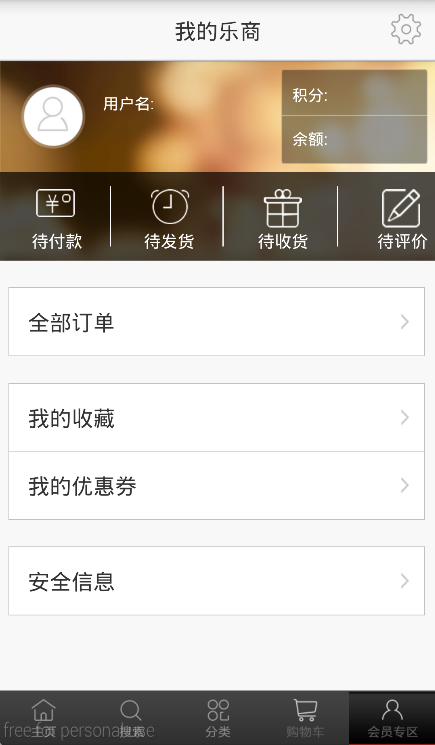 我的乐商
用户名:
积分:
余额:
待付款 待发货 待收货 待评价
全部订单
我的收藏
我的优惠券
安全信息
主页 搜索 分类 购物车 会员专区
free for personal use